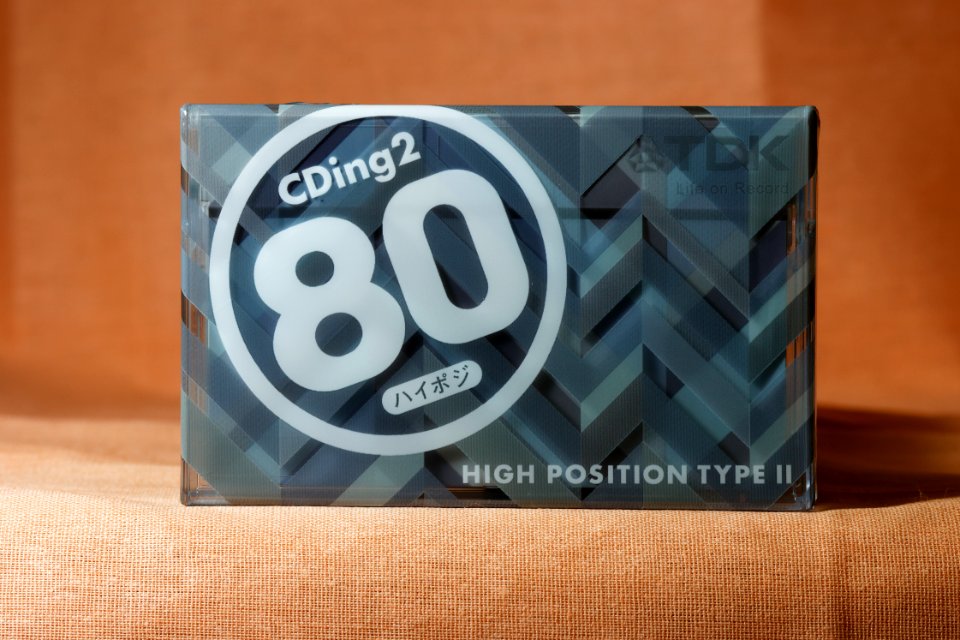 CDing2
80
ハイポジ
TDK
Life on Record
HIGH POSITION TYPE II